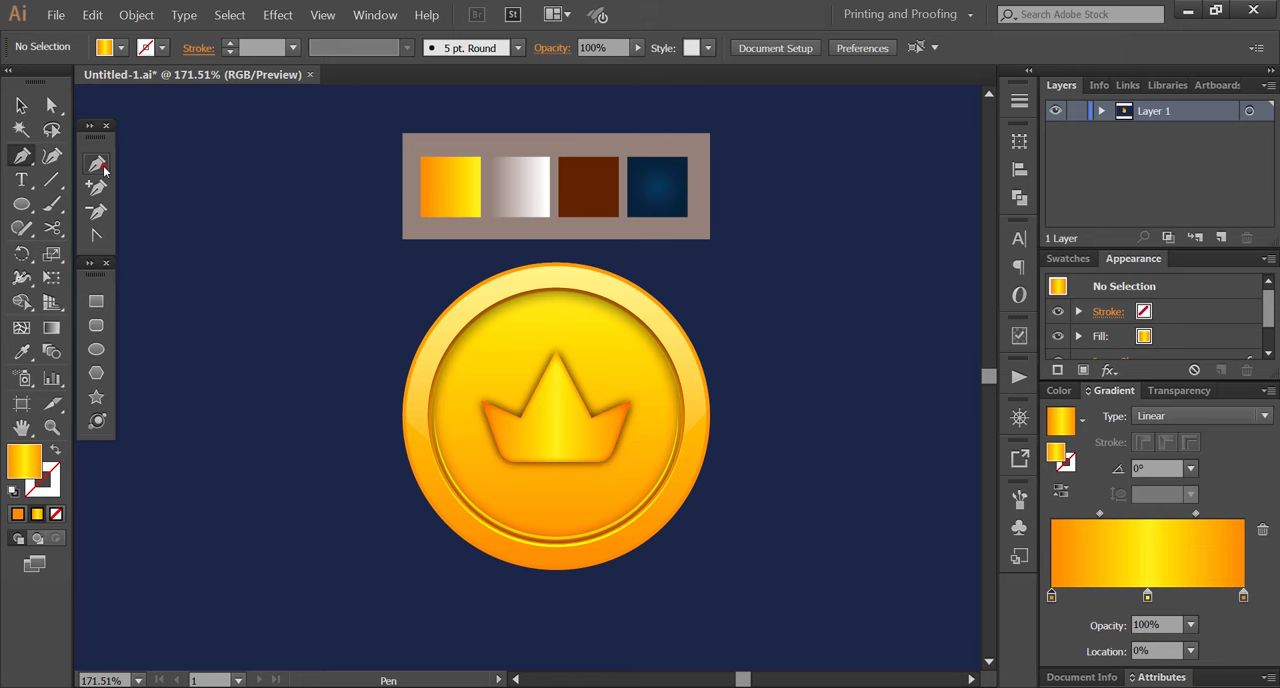 Ai File Edit Object Type Select Effect View Window Help Br St Printing and Proofing Search Adobe Stock
No Selection Stroke: 5 pt. Round Opacity: 100% Style: Document Setup Preferences
Untitled-1.ai* @ 171.51% (RGB/Preview) ×
Layers Info Links Libraries Artboards
Layer 1
1 Layer
Swatches Appearance
No Selection
Stroke:
Fill:
fx
Color Gradient Transparency
Type: Linear
Stroke:
0°
Opacity: 100%
Location: 0%
171.51% 1 Pen
Document Info Attributes